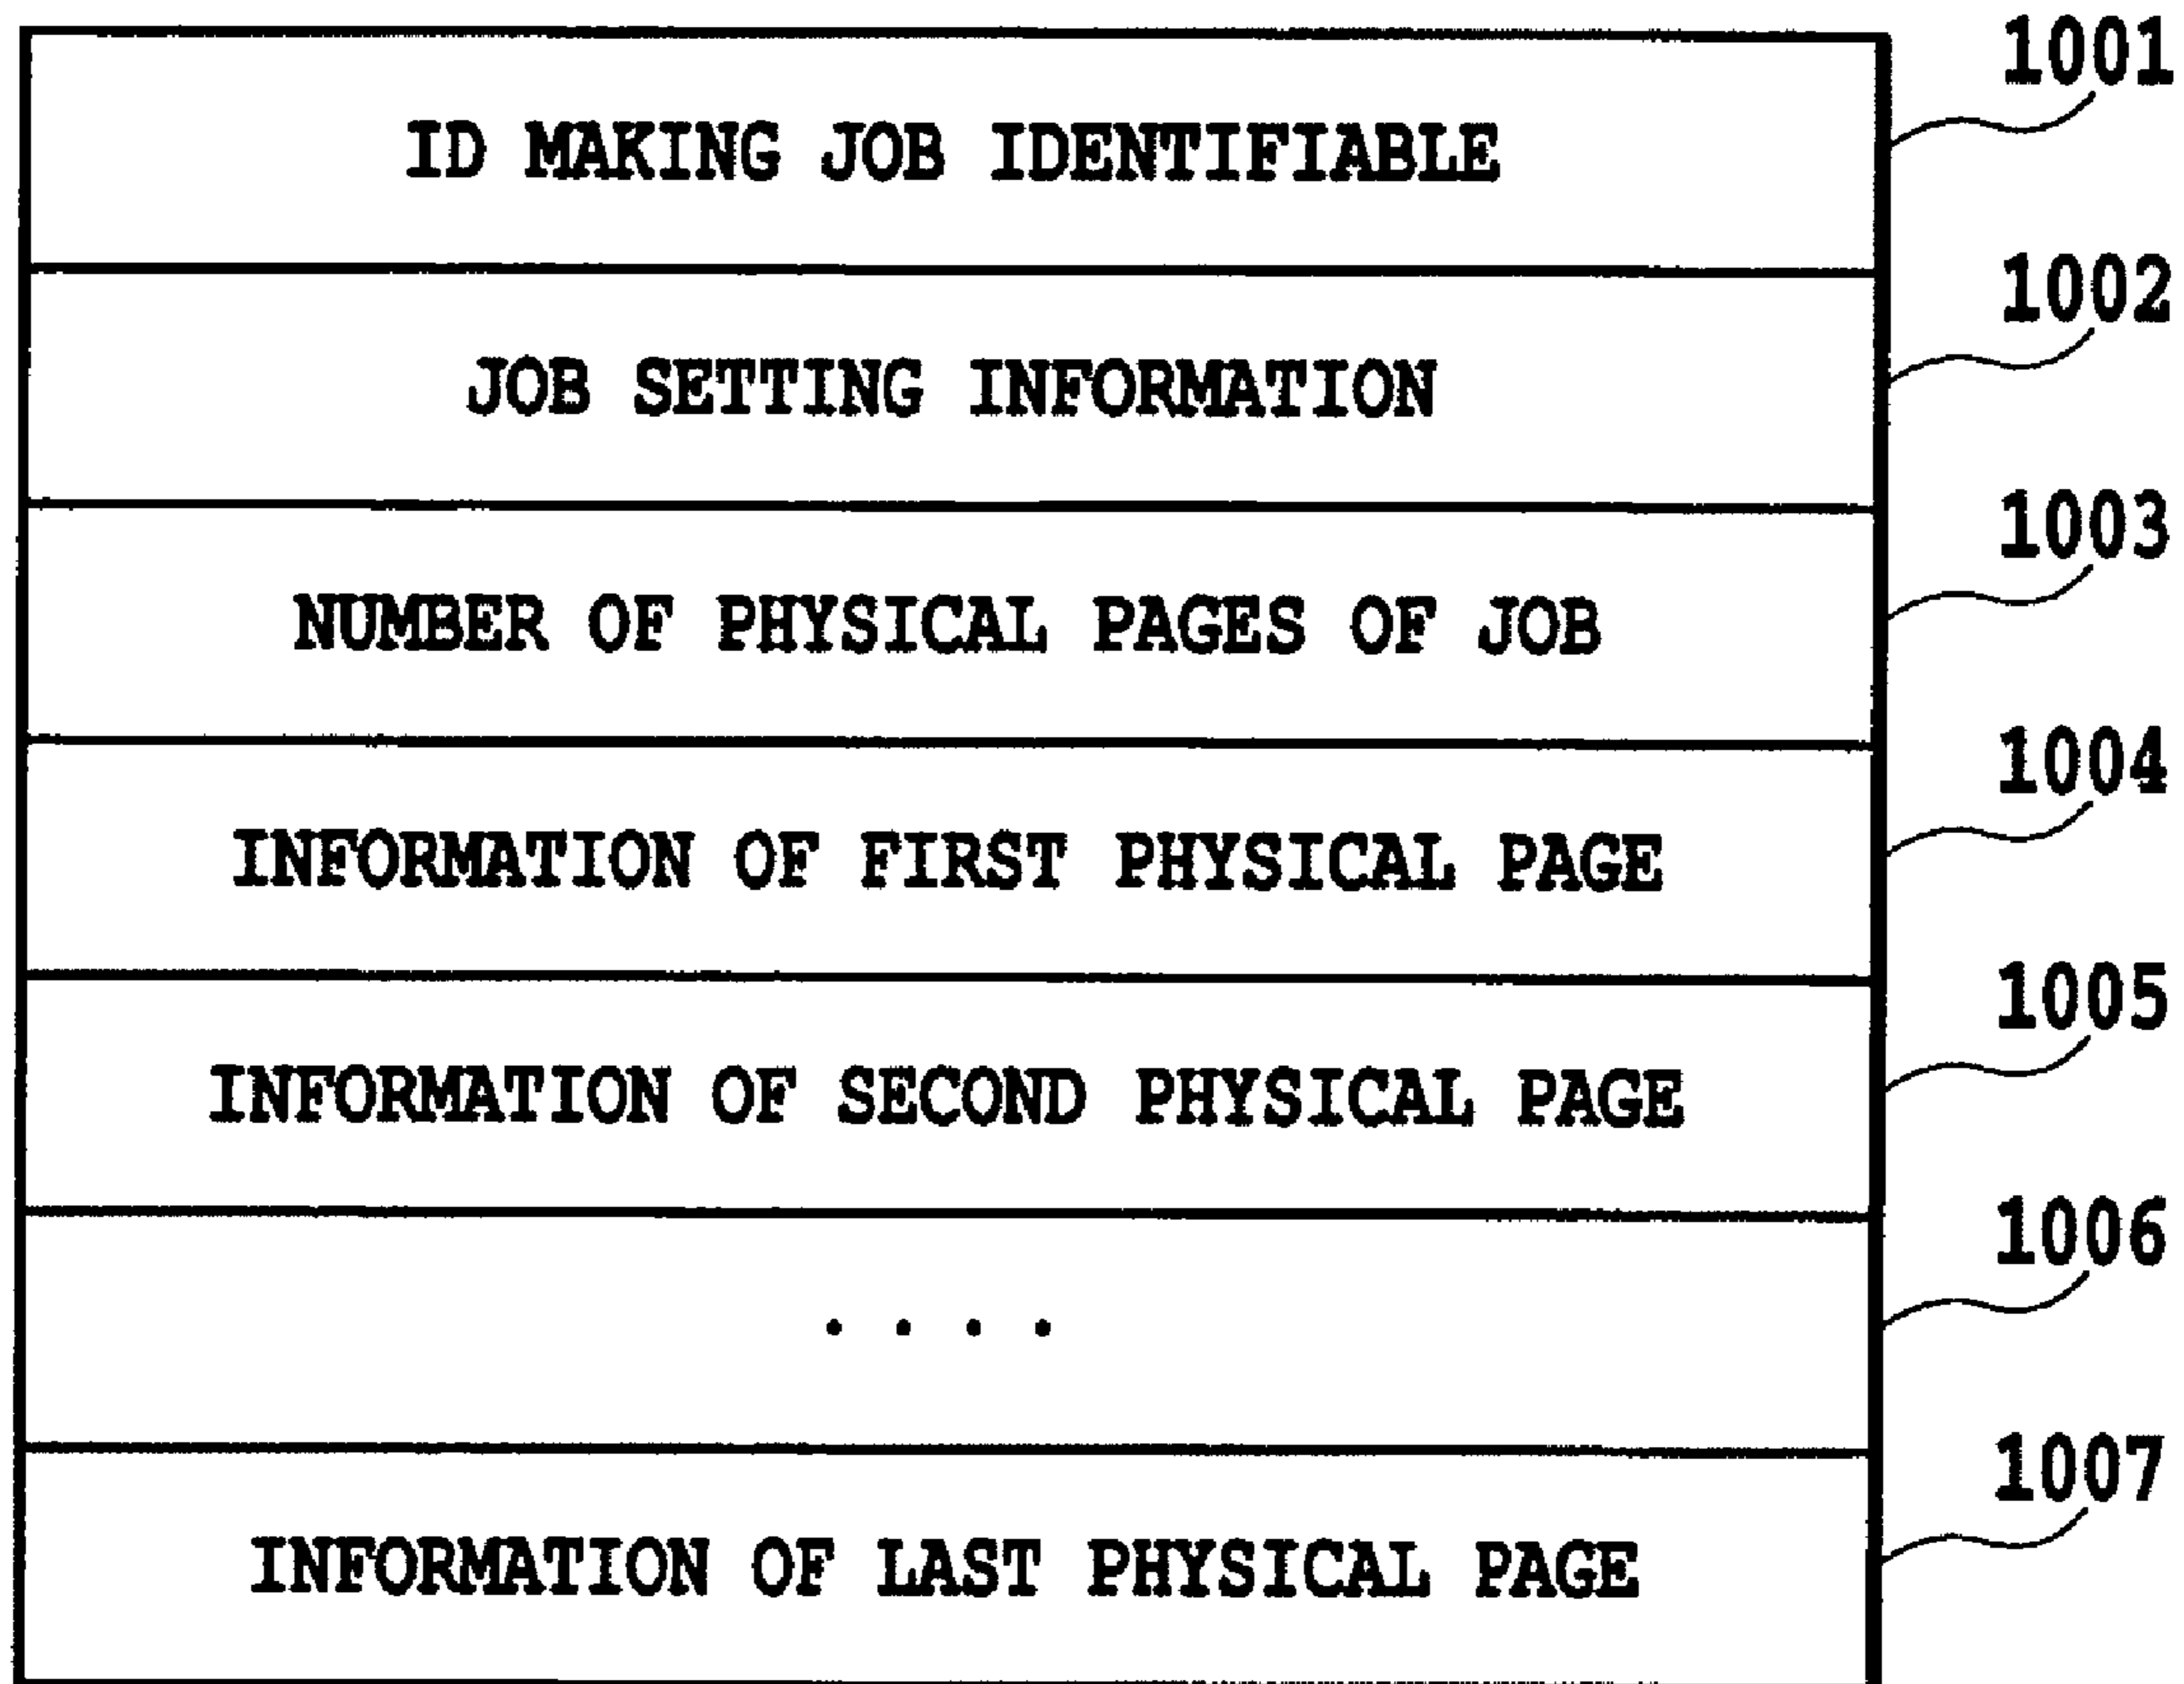 1001
ID MAKING JOB IDENTIFIABLE
1002
JOB SETTING INFORMATION
1003
NUMBER OF PHYSICAL PAGES OF JOB
1004
INFORMATION OF FIRST PHYSICAL PAGE
1005
INFORMATION OF SECOND PHYSICAL PAGE
1006
. . . .
1007
INFORMATION OF LAST PHYSICAL PAGE